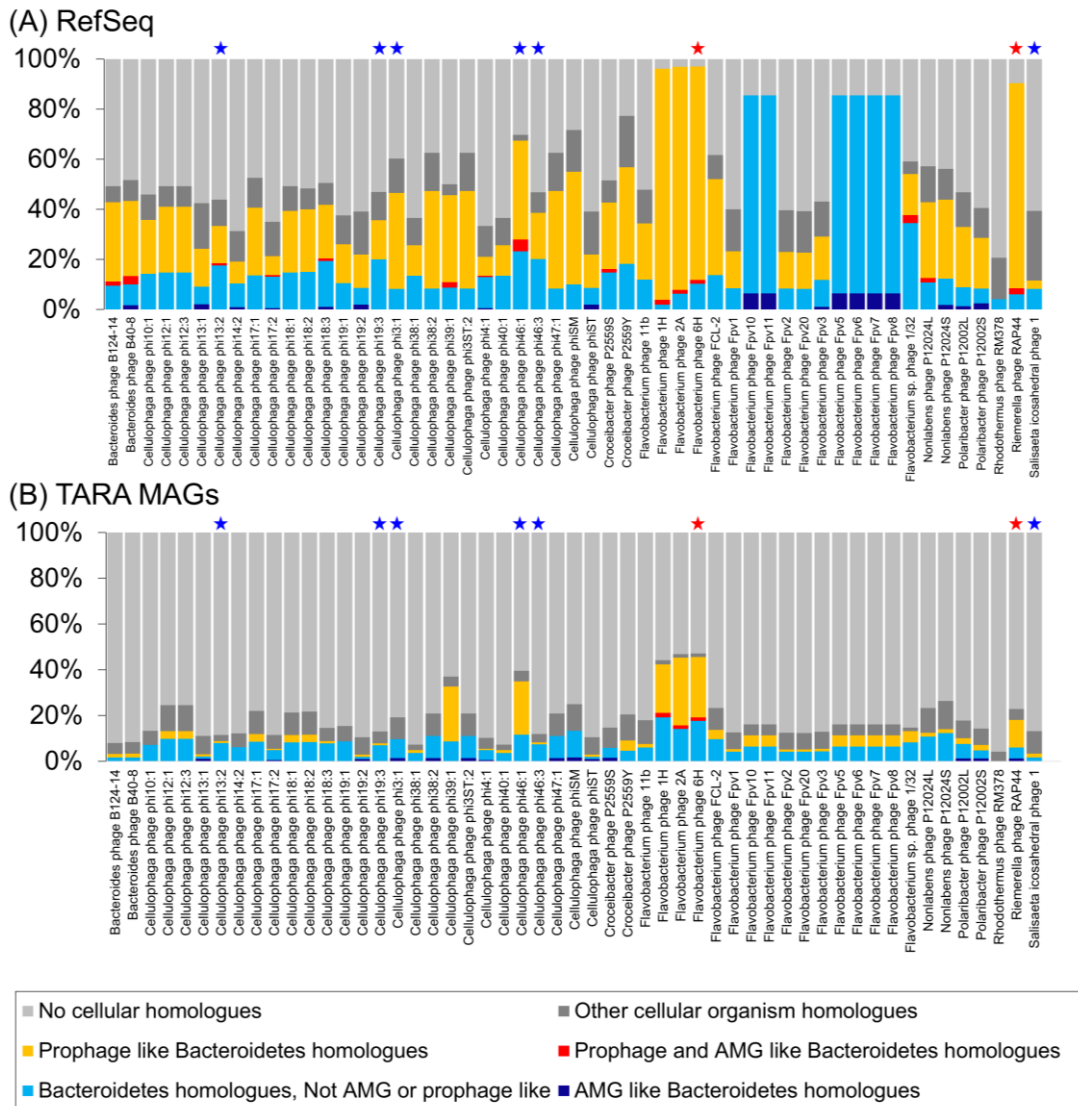 (A) RefSeq
100%
80%
60%
40%
20%
0%
Bacteroides phage B124-14
Bacteroides phage B40-8
Cellulophaga phage phi10:1
Cellulophaga phage phi12:1
Cellulophaga phage phi12:3
Cellulophaga phage phi13:1
Cellulophaga phage phi13:2
Cellulophaga phage phi14:2
Cellulophaga phage phi17:1
Cellulophaga phage phi17:2
Cellulophaga phage phi18:1
Cellulophaga phage phi18:2
Cellulophaga phage phi18:3
Cellulophaga phage phi19:1
Cellulophaga phage phi19:2
Cellulophaga phage phi19:3
Cellulophaga phage phi3:1
Cellulophaga phage phi38:1
Cellulophaga phage phi38:2
Cellulophaga phage phi39:1
Cellulophaga phage phi3ST:2
Cellulophaga phage phi4:1
Cellulophaga phage phi40:1
Cellulophaga phage phi46:1
Cellulophaga phage phi46:3
Cellulophaga phage phi47:1
Cellulophaga phage phiSM
Cellulophaga phage phiST
Croceibacter phage P2559S
Croceibacter phage P2559Y
Flavobacterium phage 11b
Flavobacterium phage 1H
Flavobacterium phage 2A
Flavobacterium phage 6H
Flavobacterium phage FCL-2
Flavobacterium phage Fpv1
Flavobacterium phage Fpv10
Flavobacterium phage Fpv11
Flavobacterium phage Fpv2
Flavobacterium phage Fpv20
Flavobacterium phage Fpv3
Flavobacterium phage Fpv5
Flavobacterium phage Fpv6
Flavobacterium phage Fpv7
Flavobacterium phage Fpv8
Flavobacterium sp. phage 1/32
Nonlabens phage P12024L
Nonlabens phage P12024S
Polaribacter phage P12002L
Polaribacter phage P12002S
Rhodothermus phage RM378
Riemerella phage RAP44
Salisaeta icosahedral phage 1
(B) TARA MAGs
100%
80%
60%
40%
20%
0%
Bacteroides phage B124-14
Bacteroides phage B40-8
Cellulophaga phage phi10:1
Cellulophaga phage phi12:1
Cellulophaga phage phi12:3
Cellulophaga phage phi13:1
Cellulophaga phage phi13:2
Cellulophaga phage phi14:2
Cellulophaga phage phi17:1
Cellulophaga phage phi17:2
Cellulophaga phage phi18:1
Cellulophaga phage phi18:2
Cellulophaga phage phi18:3
Cellulophaga phage phi19:1
Cellulophaga phage phi19:2
Cellulophaga phage phi19:3
Cellulophaga phage phi3:1
Cellulophaga phage phi38:1
Cellulophaga phage phi38:2
Cellulophaga phage phi39:1
Cellulophaga phage phi3ST:2
Cellulophaga phage phi4:1
Cellulophaga phage phi40:1
Cellulophaga phage phi46:1
Cellulophaga phage phi46:3
Cellulophaga phage phi47:1
Cellulophaga phage phiSM
Cellulophaga phage phiST
Croceibacter phage P2559S
Croceibacter phage P2559Y
Flavobacterium phage 11b
Flavobacterium phage 1H
Flavobacterium phage 2A
Flavobacterium phage 6H
Flavobacterium phage FCL-2
Flavobacterium phage Fpv1
Flavobacterium phage Fpv10
Flavobacterium phage Fpv11
Flavobacterium phage Fpv2
Flavobacterium phage Fpv20
Flavobacterium phage Fpv3
Flavobacterium phage Fpv5
Flavobacterium phage Fpv6
Flavobacterium phage Fpv7
Flavobacterium phage Fpv8
Flavobacterium sp. phage 1/32
Nonlabens phage P12024L
Nonlabens phage P12024S
Polaribacter phage P12002L
Polaribacter phage P12002S
Rhodothermus phage RM378
Riemerella phage RAP44
Salisaeta icosahedral phage 1
No cellular homologues
Other cellular organism homologues
Prophage like Bacteroidetes homologues
Prophage and AMG like Bacteroidetes homologues
Bacteroidetes homologues, Not AMG or prophage like
AMG like Bacteroidetes homologues